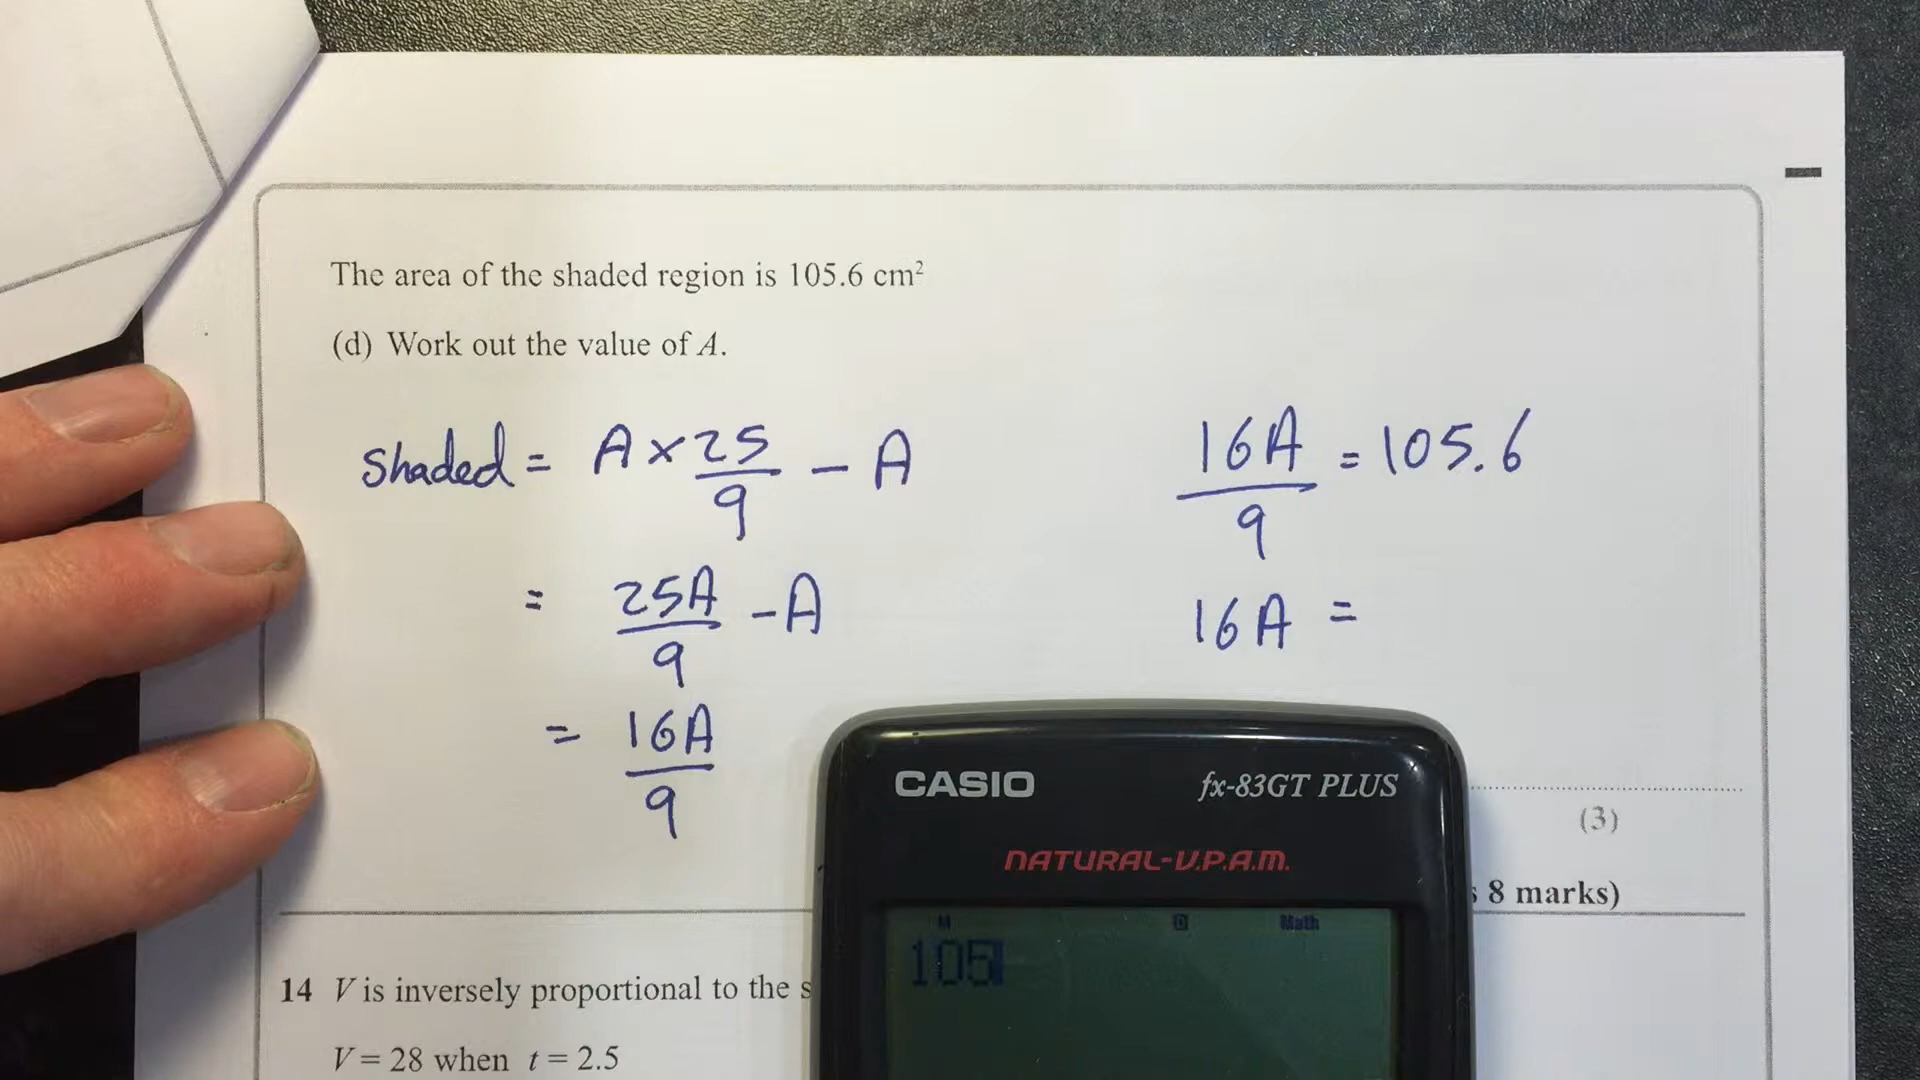 The area of the shaded region is 105.6 cm²
(d) Work out the value of A.
shaded = A × 25/9 – A
= 25A/9 – A
= 16A/9
16A/9 = 105.6
16A =
CASIO fx-83GT PLUS
NATURAL-V.P.A.M.
M D Math
105
(3)
8 marks)
14 V is inversely proportional to the
V = 28 when t = 2.5